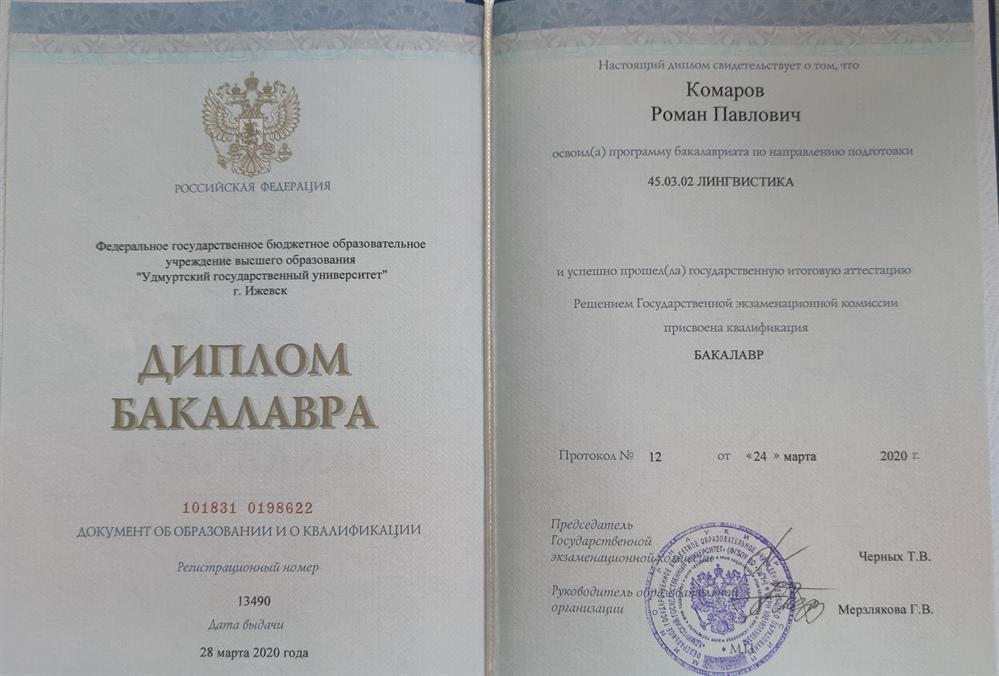 РОССИЙСКАЯ ФЕДЕРАЦИЯ
Федеральное государственное бюджетное образовательное
учреждение высшего образования
"Удмуртский государственный университет"
г. Ижевск
ДИПЛОМ
БАКАЛАВРА
101831 0198622
ДОКУМЕНТ ОБ ОБРАЗОВАНИИ И О КВАЛИФИКАЦИИ
Регистрационный номер
13490
Дата выдачи
28 марта 2020 года
Настоящий диплом свидетельствует о том, что
Комаров
Роман Павлович
освоил(а) программу бакалавриата по направлению подготовки
45.03.02 ЛИНГВИСТИКА
и успешно прошел(ла) государственную итоговую аттестацию
Решением Государственной экзаменационной комиссии
присвоена квалификация
БАКАЛАВР
Протокол № 12 от «24 » марта 2020 г.
Председатель
Государственной
экзаменационной комиссии
Черных Т.В.
Руководитель образовательной
организации
Мерзлякова Г.В.
М.П.